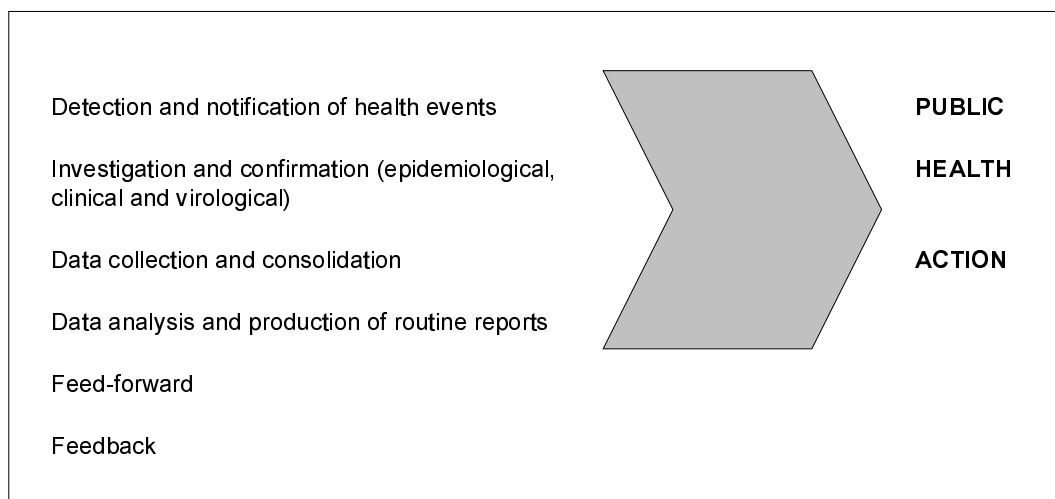 Detection and notification of health events
Investigation and confirmation (epidemiological,
clinical and virological)
Data collection and consolidation
Data analysis and production of routine reports
Feed-forward
Feedback
PUBLIC
HEALTH
ACTION